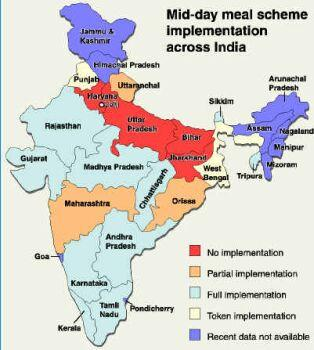 Mid-day meal scheme
implementation
across India
Jammu &
Kashmir
Himachal Pradesh
Punjab
Uttaranchal
Haryana
Delhi
Arunachal
Pradesh
Sikkim
Rajasthan
Uttar
Pradesh
Bihar
Assam
Nagaland
Manipur
Mizoram
Tripura
Gujarat
Madhya Pradesh
Jharkhand
Chhattisgarh
West
Bengal
Maharashtra
Orissa
Andhra
Pradesh
Goa
Karnataka
Tamil
Nadu
Pondicherry
Kerala
No implementation
Partial implementation
Full implementation
Token implementation
Recent data not available